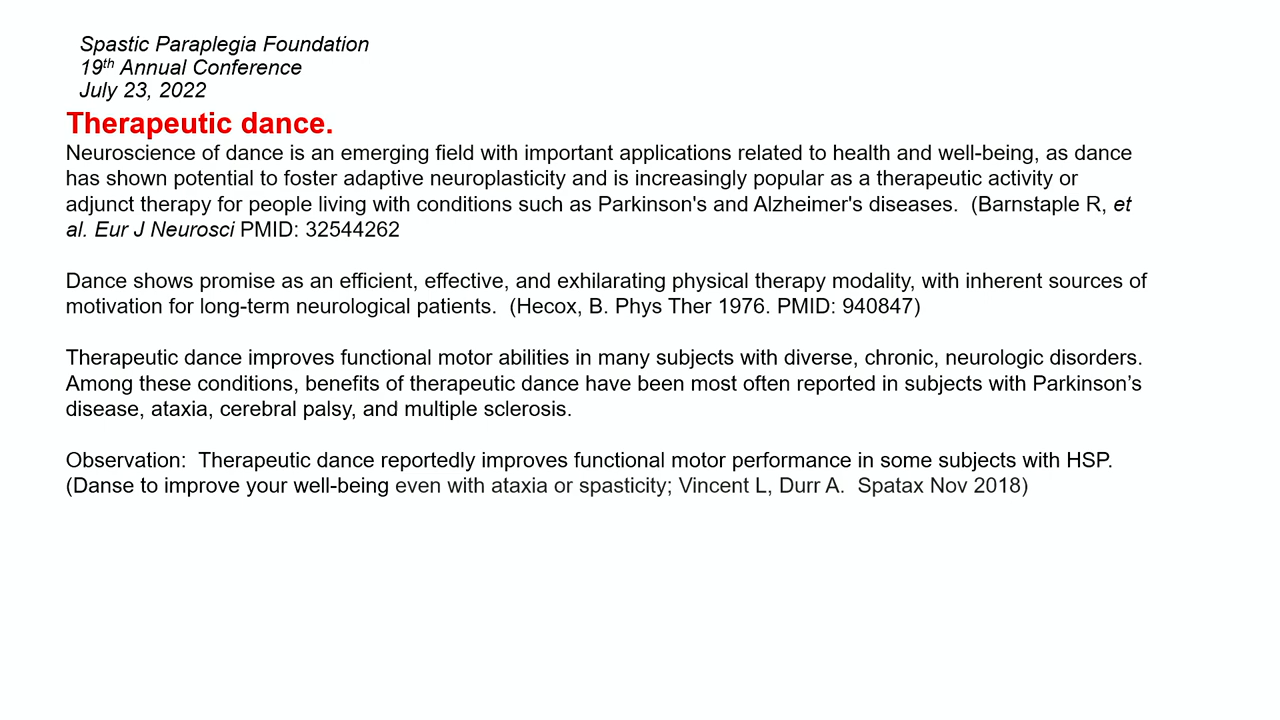 Spastic Paraplegia Foundation
19th Annual Conference
July 23, 2022
Therapeutic dance.
Neuroscience of dance is an emerging field with important applications related to health and well-being, as dance
has shown potential to foster adaptive neuroplasticity and is increasingly popular as a therapeutic activity or
adjunct therapy for people living with conditions such as Parkinson's and Alzheimer's diseases.  (Barnstaple R, et
al. Eur J Neurosci PMID: 32544262
Dance shows promise as an efficient, effective, and exhilarating physical therapy modality, with inherent sources of
motivation for long-term neurological patients.  (Hecox, B. Phys Ther 1976. PMID: 940847)
Therapeutic dance improves functional motor abilities in many subjects with diverse, chronic, neurologic disorders.
Among these conditions, benefits of therapeutic dance have been most often reported in subjects with Parkinson’s
disease, ataxia, cerebral palsy, and multiple sclerosis.
Observation:  Therapeutic dance reportedly improves functional motor performance in some subjects with HSP.
(Danse to improve your well-being even with ataxia or spasticity; Vincent L, Durr A.  Spatax Nov 2018)